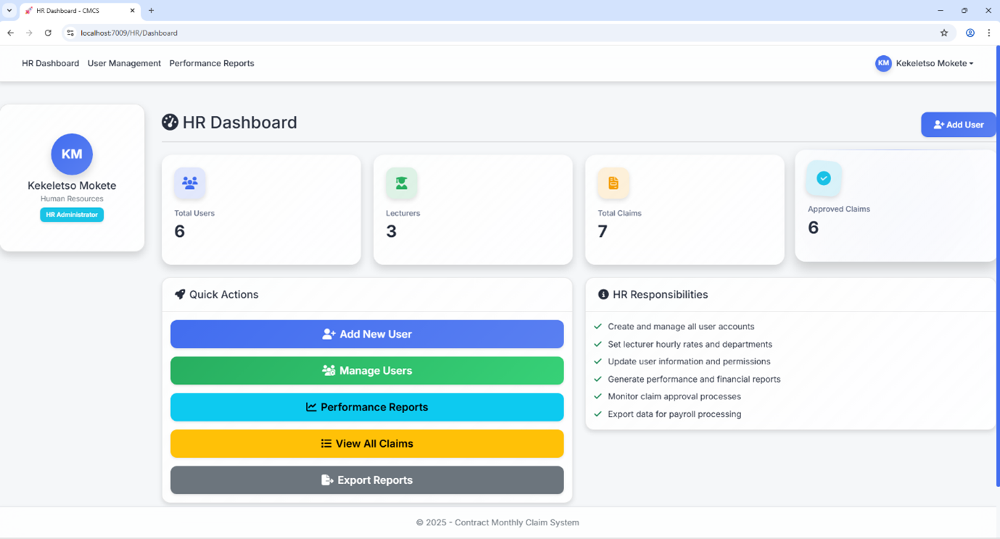 HR Dashboard - CMCS
localhost:7009/HR/Dashboard
HR Dashboard User Management Performance Reports
KM Kekeletso Mokete
KM
Kekeletso Mokete
Human Resources
HR Administrator
HR Dashboard
Add User
Total Users
6
Lecturers
3
Total Claims
7
Approved Claims
6
Quick Actions
Add New User
Manage Users
Performance Reports
View All Claims
Export Reports
HR Responsibilities
Create and manage all user accounts
Set lecturer hourly rates and departments
Update user information and permissions
Generate performance and financial reports
Monitor claim approval processes
Export data for payroll processing
© 2025 - Contract Monthly Claim System